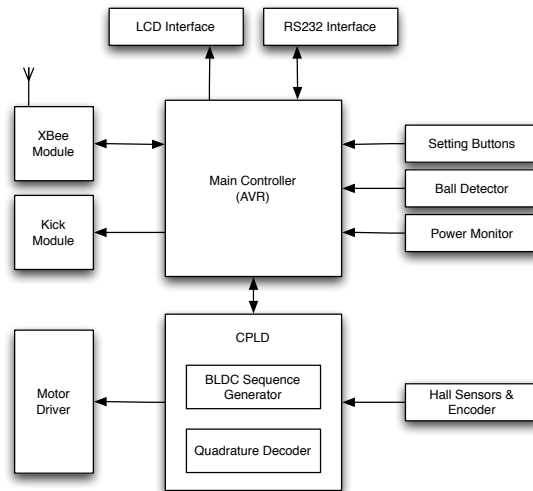 LCD Interface
RS232 Interface
XBee
Module
Main Controller
(AVR)
Setting Buttons
Ball Detector
Kick
Module
Power Monitor
CPLD
BLDC Sequence
Generator
Motor
Driver
Hall Sensors &
Encoder
Quadrature Decoder